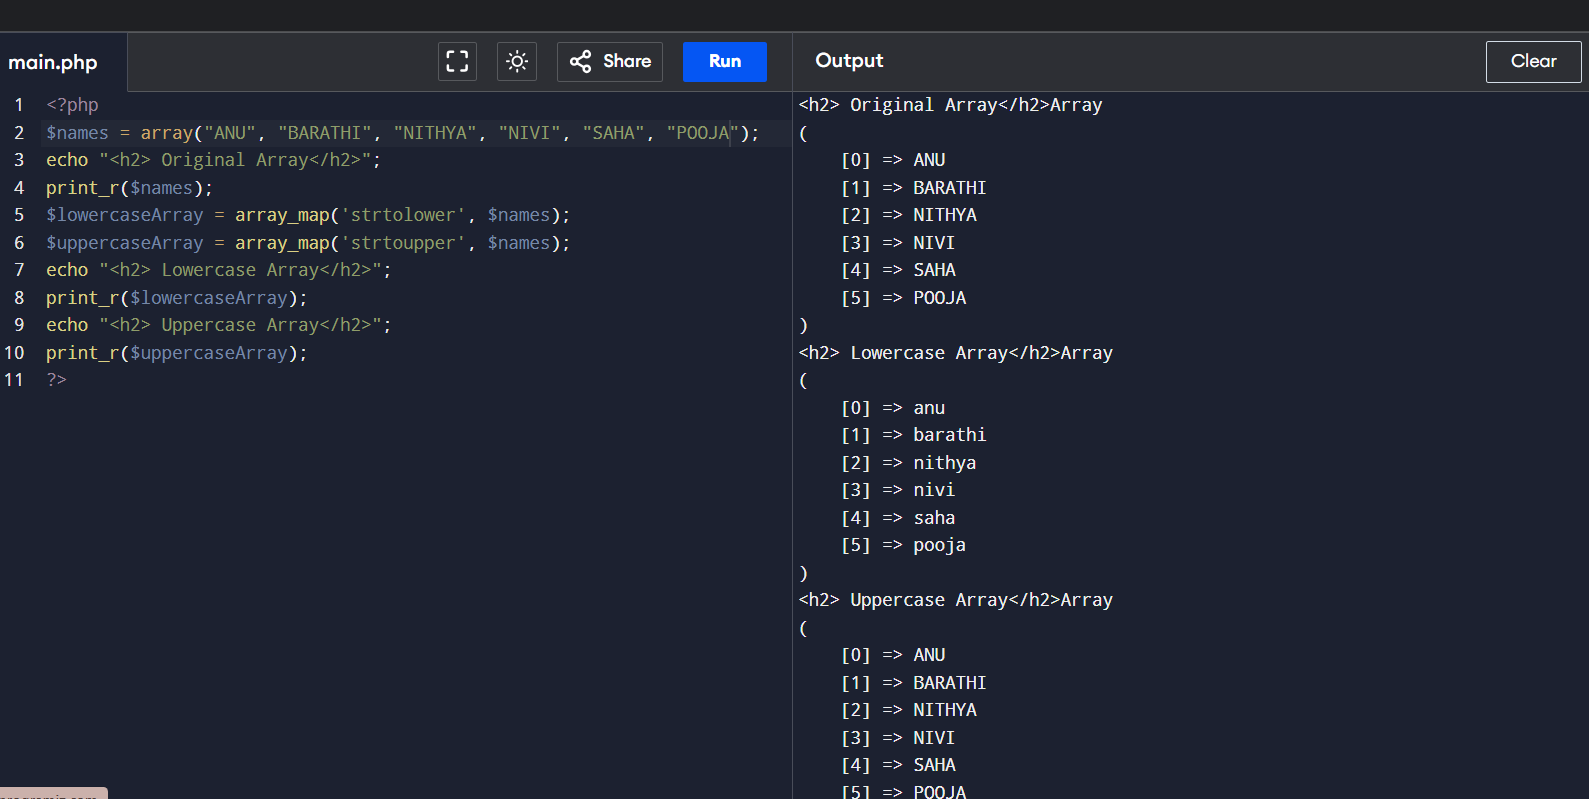 main.php
Share
Run
1 <?php
2 $names = array("ANU", "BARATHI", "NITHYA", "NIVI", "SAHA", "POOJA");
3 echo "<h2> Original Array</h2>";
4 print_r($names);
5 $lowercaseArray = array_map('strtolower', $names);
6 $uppercaseArray = array_map('strtoupper', $names);
7 echo "<h2> Lowercase Array</h2>";
8 print_r($lowercaseArray);
9 echo "<h2> Uppercase Array</h2>";
10 print_r($uppercaseArray);
11 ?>
Output
Clear
<h2> Original Array</h2>Array
(
    [0] => ANU
    [1] => BARATHI
    [2] => NITHYA
    [3] => NIVI
    [4] => SAHA
    [5] => POOJA
)
<h2> Lowercase Array</h2>Array
(
    [0] => anu
    [1] => barathi
    [2] => nithya
    [3] => nivi
    [4] => saha
    [5] => pooja
)
<h2> Uppercase Array</h2>Array
(
    [0] => ANU
    [1] => BARATHI
    [2] => NITHYA
    [3] => NIVI
    [4] => SAHA
    [5] => POOJA